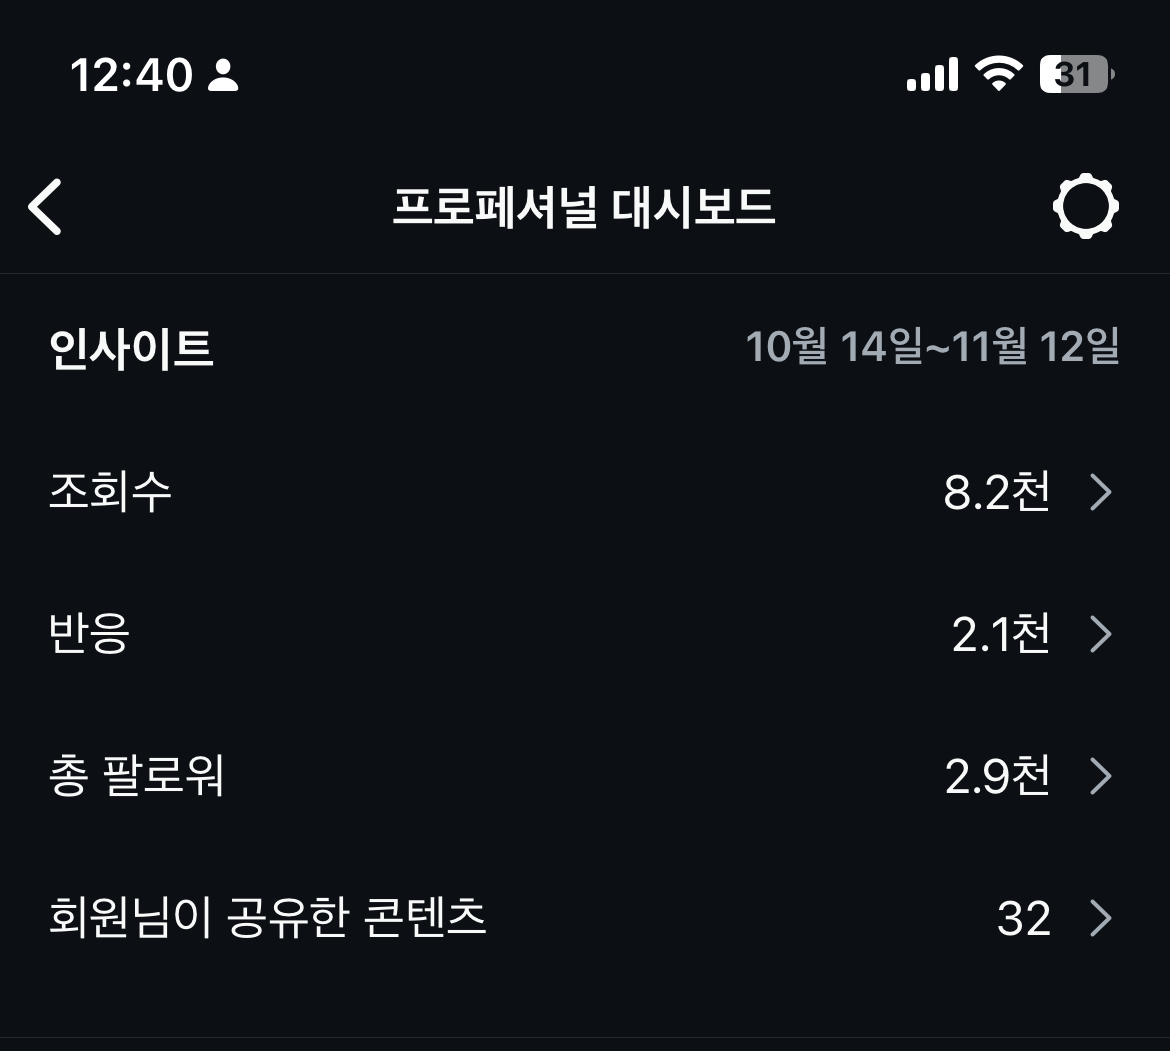 12:40
31
프로페셔널 대시보드
인사이트 10월 14일~11월 12일
조회수 8.2천
반응 2.1천
총 팔로워 2.9천
회원님이 공유한 콘텐츠 32